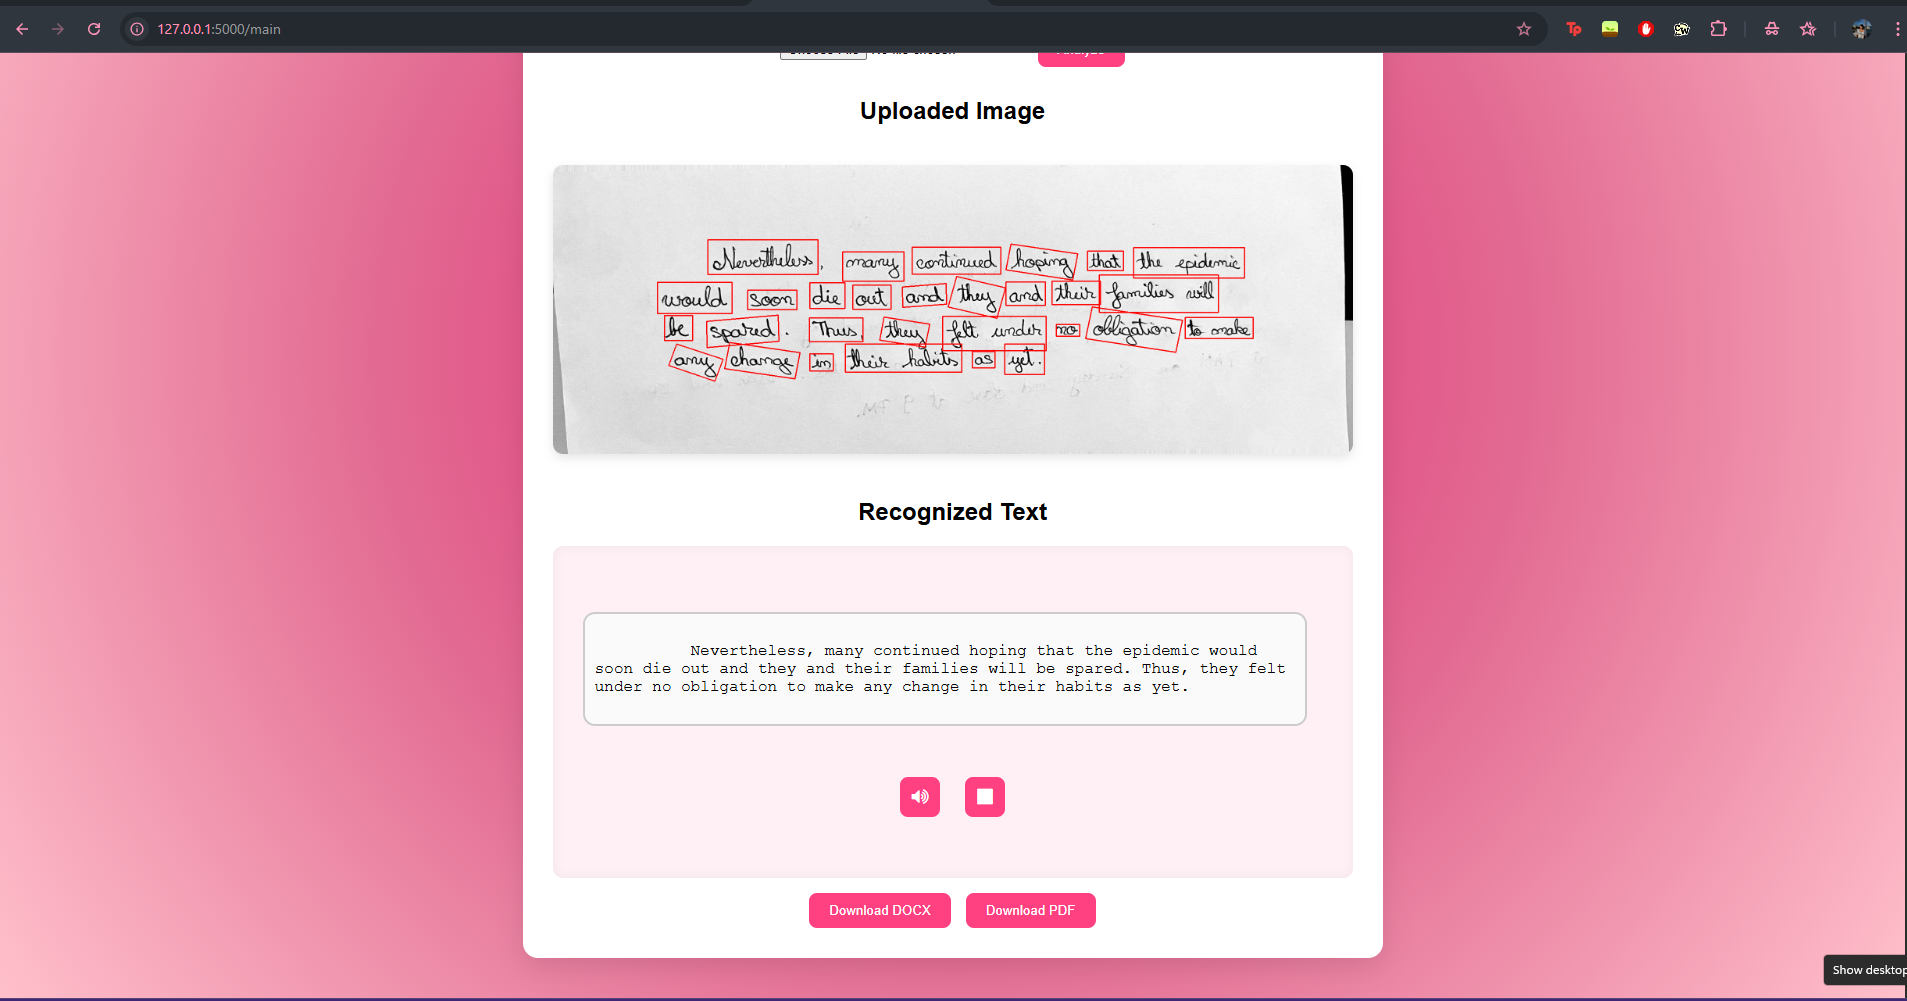 127.0.0.1:5000/main
Uploaded Image
Nevertheless, many continued hoping that the epidemic
would soon die out and they and their families will
be spared. Thus, they felt under no obligation to make
any change in their habits as yet.
Recognized Text
Nevertheless, many continued hoping that the epidemic would
soon die out and they and their families will be spared. Thus, they felt
under no obligation to make any change in their habits as yet.
Download DOCX Download PDF
Show desktop